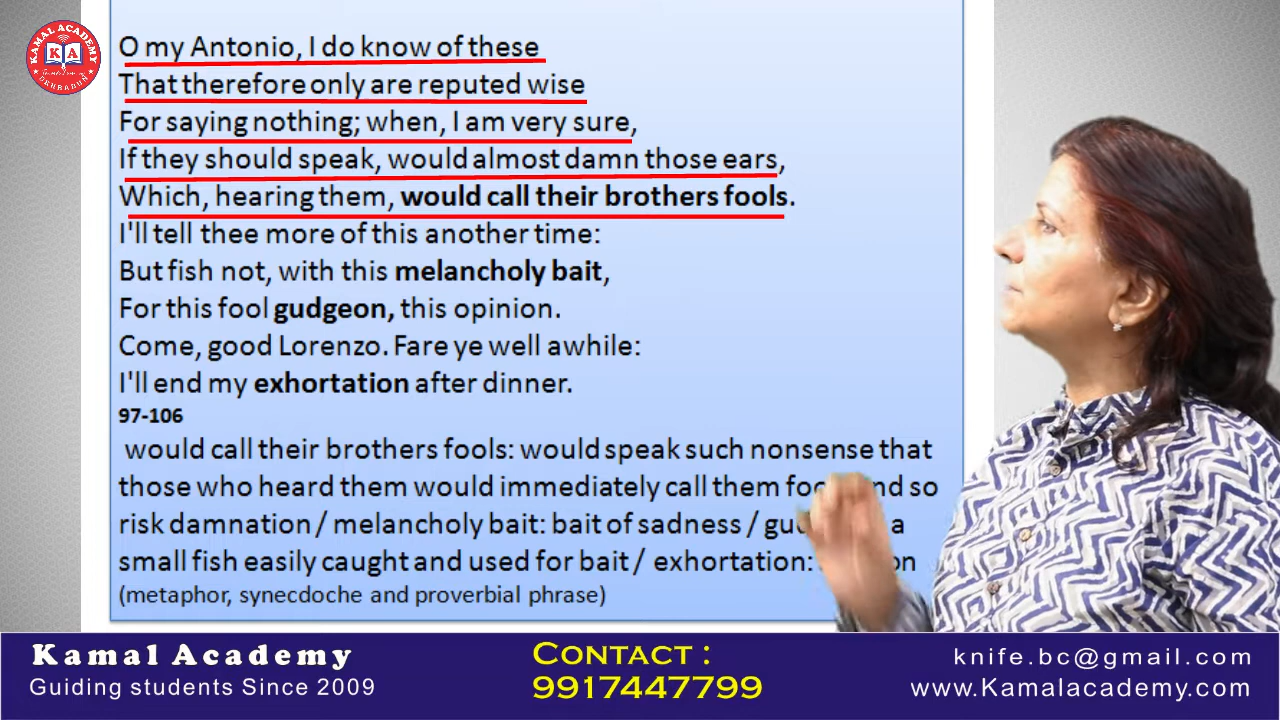 KAMAL ACADEMY
KA
DEHRADUN
O my Antonio, I do know of these
That therefore only are reputed wise
For saying nothing; when, I am very sure,
If they should speak, would almost damn those ears,
Which, hearing them, would call their brothers fools.
I'll tell thee more of this another time:
But fish not, with this melancholy bait,
For this fool gudgeon, this opinion.
Come, good Lorenzo. Fare ye well awhile:
I'll end my exhortation after dinner.
97-106
would call their brothers fools: would speak such nonsense that
those who heard them would immediately call them and so
risk damnation / melancholy bait: bait of sadness / a
small fish easily caught and used for bait / exhortation:
(metaphor, synecdoche and proverbial phrase)
Kamal Academy
Guiding students Since 2009
CONTACT :
9917447799
knife.bc@gmail.com
www.Kamalacademy.com